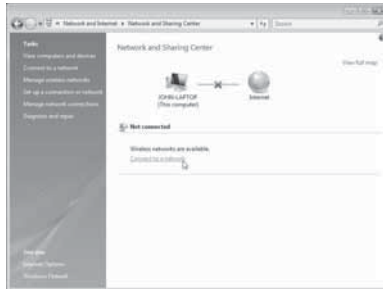 Network and Internet ▸ Network and Sharing Center
Search
Tasks
View computers and devices
Connect to a network
Manage wireless networks
Set up a connection or network
Manage network connections
Diagnose and repair
Network and Sharing Center
View full map
JOHN-LAPTOP
(This computer)
Internet
Not connected
Wireless networks are available.
Connect to a network
See also
Internet Options
Windows Firewall